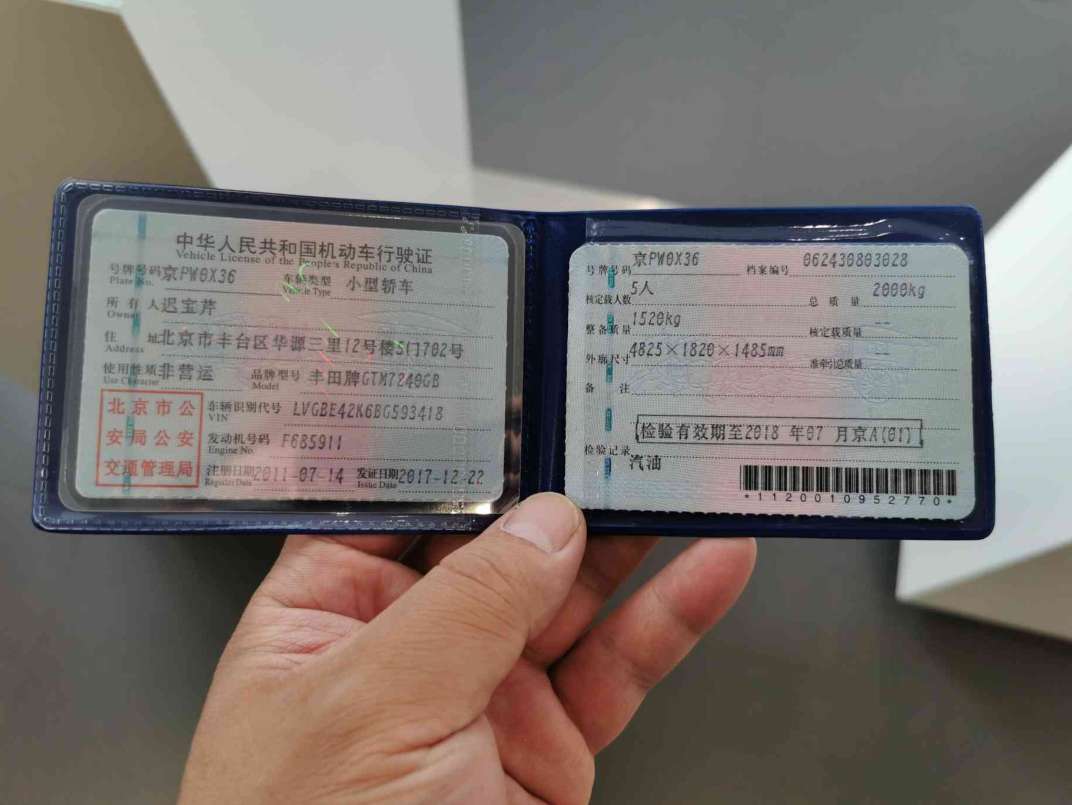 中华人民共和国机动车行驶证
Vehicle License of the People's Republic of China
号牌号码 京PW0X36 车辆类型 小型轿车
Plate No. Vehicle Type
所有人 迟宝芹
Owner
住址 北京市丰台区华源三里12号楼5门702号
Address
使用性质 非营运 品牌型号 丰田牌GTM7240GB
Use Character Model
北京市公
安局公安
交通管理局
车辆识别代号 LVGBE42K6BG593418
VIN
发动机号码 F685911
Engine No.
注册日期 2011-07-14 发证日期 2017-12-22
Register Date Issue Date
号牌号码 京PW0X36 档案编号 062430803028
核定载人数 5人 总质量 2000kg
整备质量 1520kg 核定载质量 --
外廓尺寸 4825×1820×1485mm 准牵引总质量 --
备注
检验有效期至2018 年07 月京A(01)
检验记录
汽油
*1120010952770*